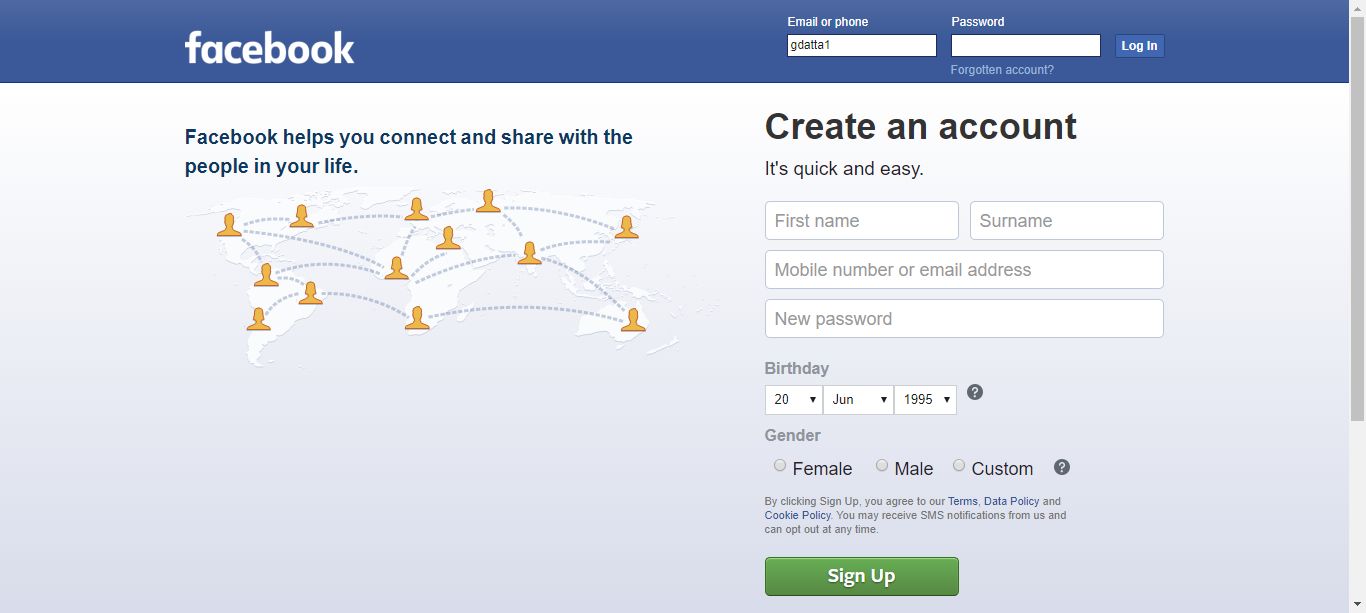 facebook
Email or phone
Password
gdatta1
Log In
Forgotten account?
Facebook helps you connect and share with the
people in your life.
Create an account
It's quick and easy.
First name
Surname
Mobile number or email address
New password
Birthday
20 Jun 1995 ?
Gender
Female Male Custom ?
By clicking Sign Up, you agree to our Terms, Data Policy and
Cookie Policy. You may receive SMS notifications from us and
can opt out at any time.
Sign Up